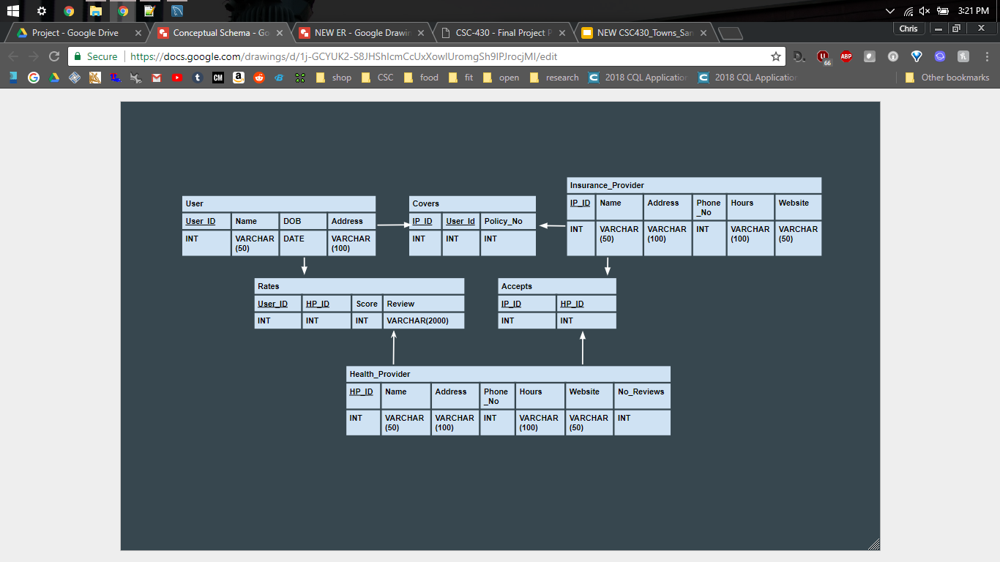 3:21 PM
Project - Google Drive
Conceptual Schema - Go
NEW ER - Google Drawin
CSC-430 - Final Project P
NEW CSC430_Towns_San
Chris
Secure
https://docs.google.com/drawings/d/1j-GCYUK2-S8JHShIcmCcUxXowIUromgSh9IPJrocjMI/edit
66
ABP
shop
CSC
food
fit
open
research
2018 CQL Application
2018 CQL Application
Other bookmarks
User
User_ID Name DOB Address
INT VARCHAR DATE VARCHAR
(50) (100)
Covers
IP_ID User_Id Policy_No
INT INT INT
Insurance_Provider
IP_ID Name Address Phone Hours Website
_No
INT VARCHAR VARCHAR INT VARCHAR VARCHAR
(50) (100) (100) (50)
Rates
User_ID HP_ID Score Review
INT INT INT VARCHAR(2000)
Accepts
IP_ID HP_ID
INT INT
Health_Provider
HP_ID Name Address Phone Hours Website No_Reviews
_No
INT VARCHAR VARCHAR INT VARCHAR VARCHAR INT
(50) (100) (100) (50)